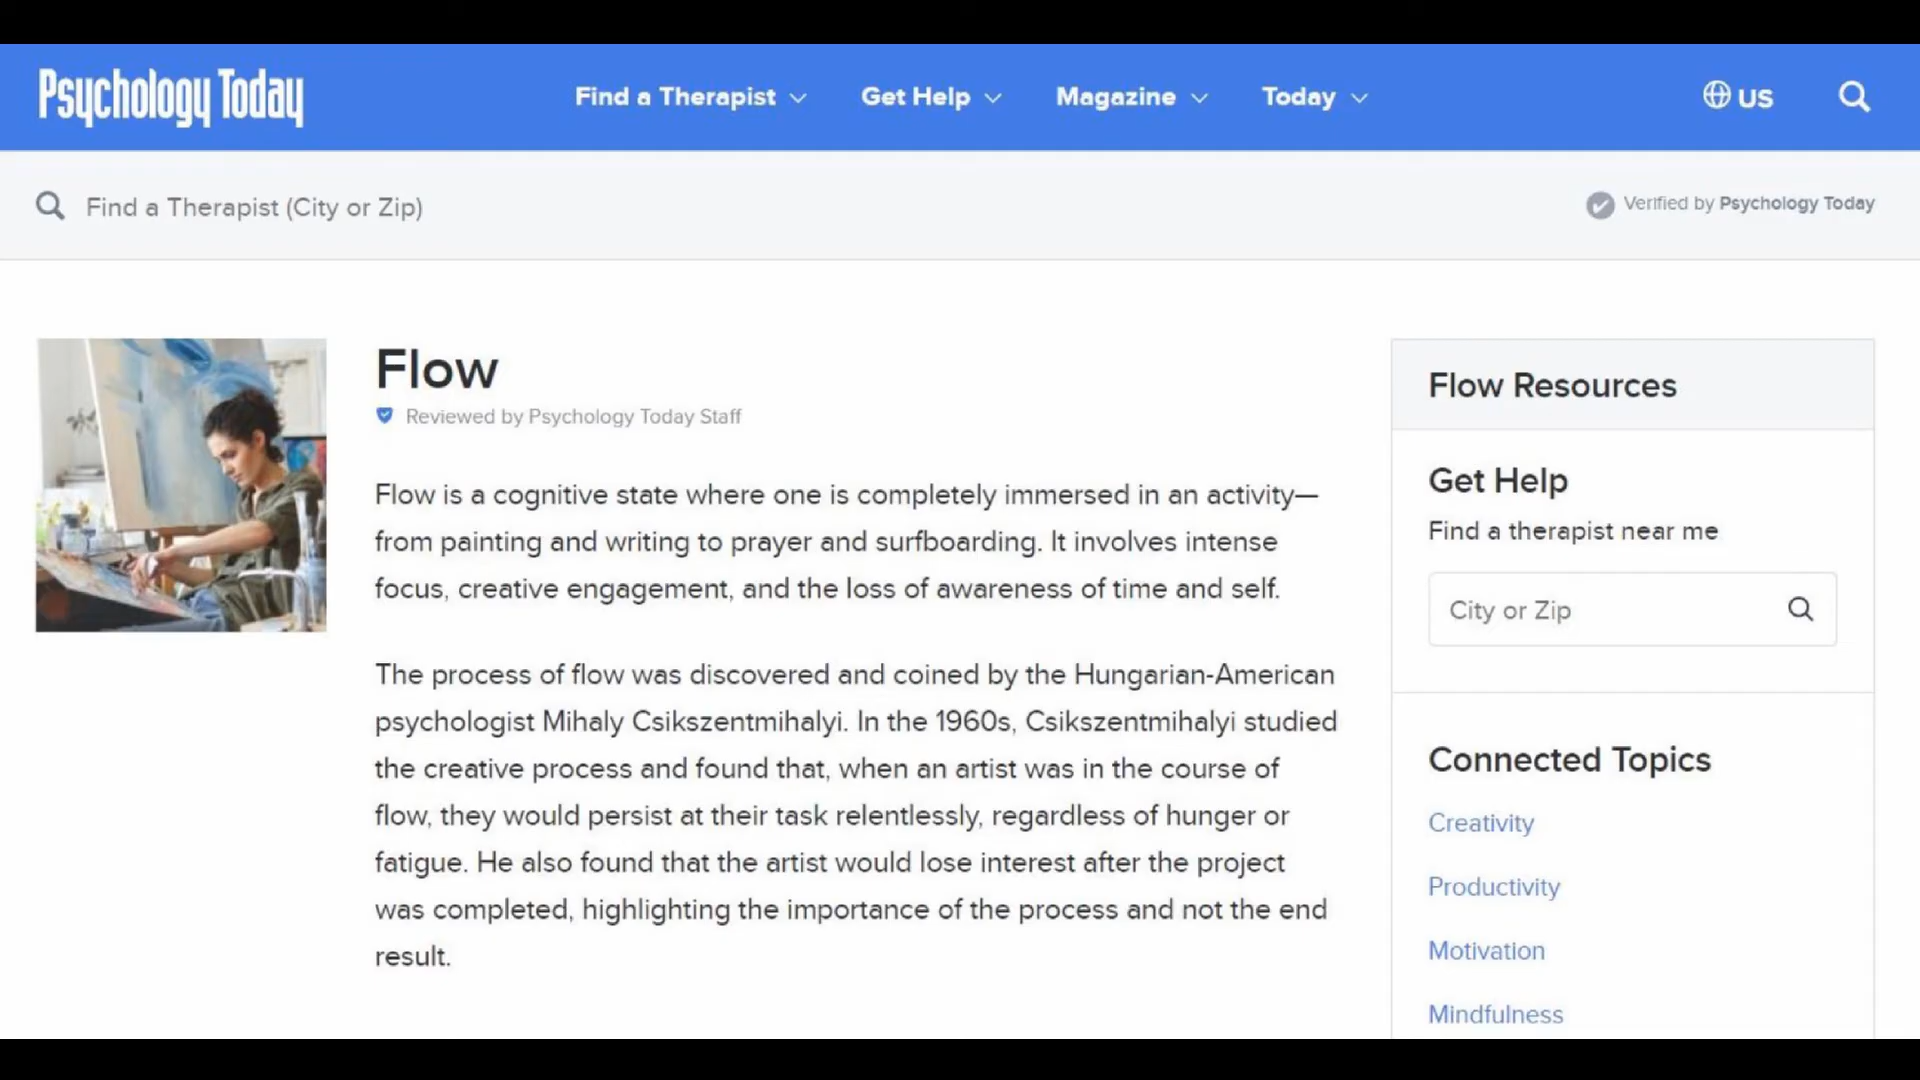 Psychology Today
Find a Therapist
Get Help
Magazine
Today
US
Find a Therapist (City or Zip)
Verified by Psychology Today
Flow
Reviewed by Psychology Today Staff
Flow is a cognitive state where one is completely immersed in an activity—
from painting and writing to prayer and surfboarding. It involves intense
focus, creative engagement, and the loss of awareness of time and self.
The process of flow was discovered and coined by the Hungarian-American
psychologist Mihaly Csikszentmihalyi. In the 1960s, Csikszentmihalyi studied
the creative process and found that, when an artist was in the course of
flow, they would persist at their task relentlessly, regardless of hunger or
fatigue. He also found that the artist would lose interest after the project
was completed, highlighting the importance of the process and not the end
result.
Flow Resources
Get Help
Find a therapist near me
City or Zip
Connected Topics
Creativity
Productivity
Motivation
Mindfulness